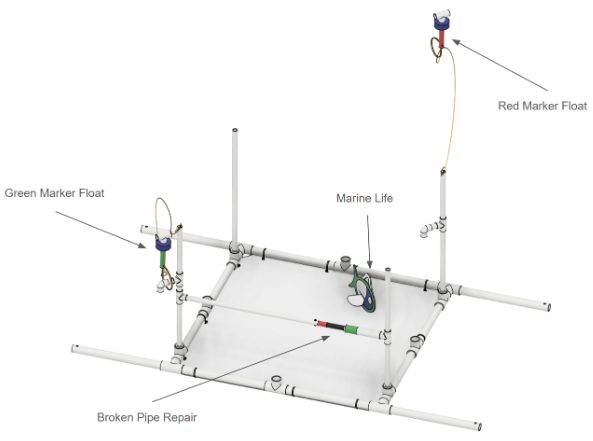 Red Marker Float
Green Marker Float
Marine Life
Broken Pipe Repair